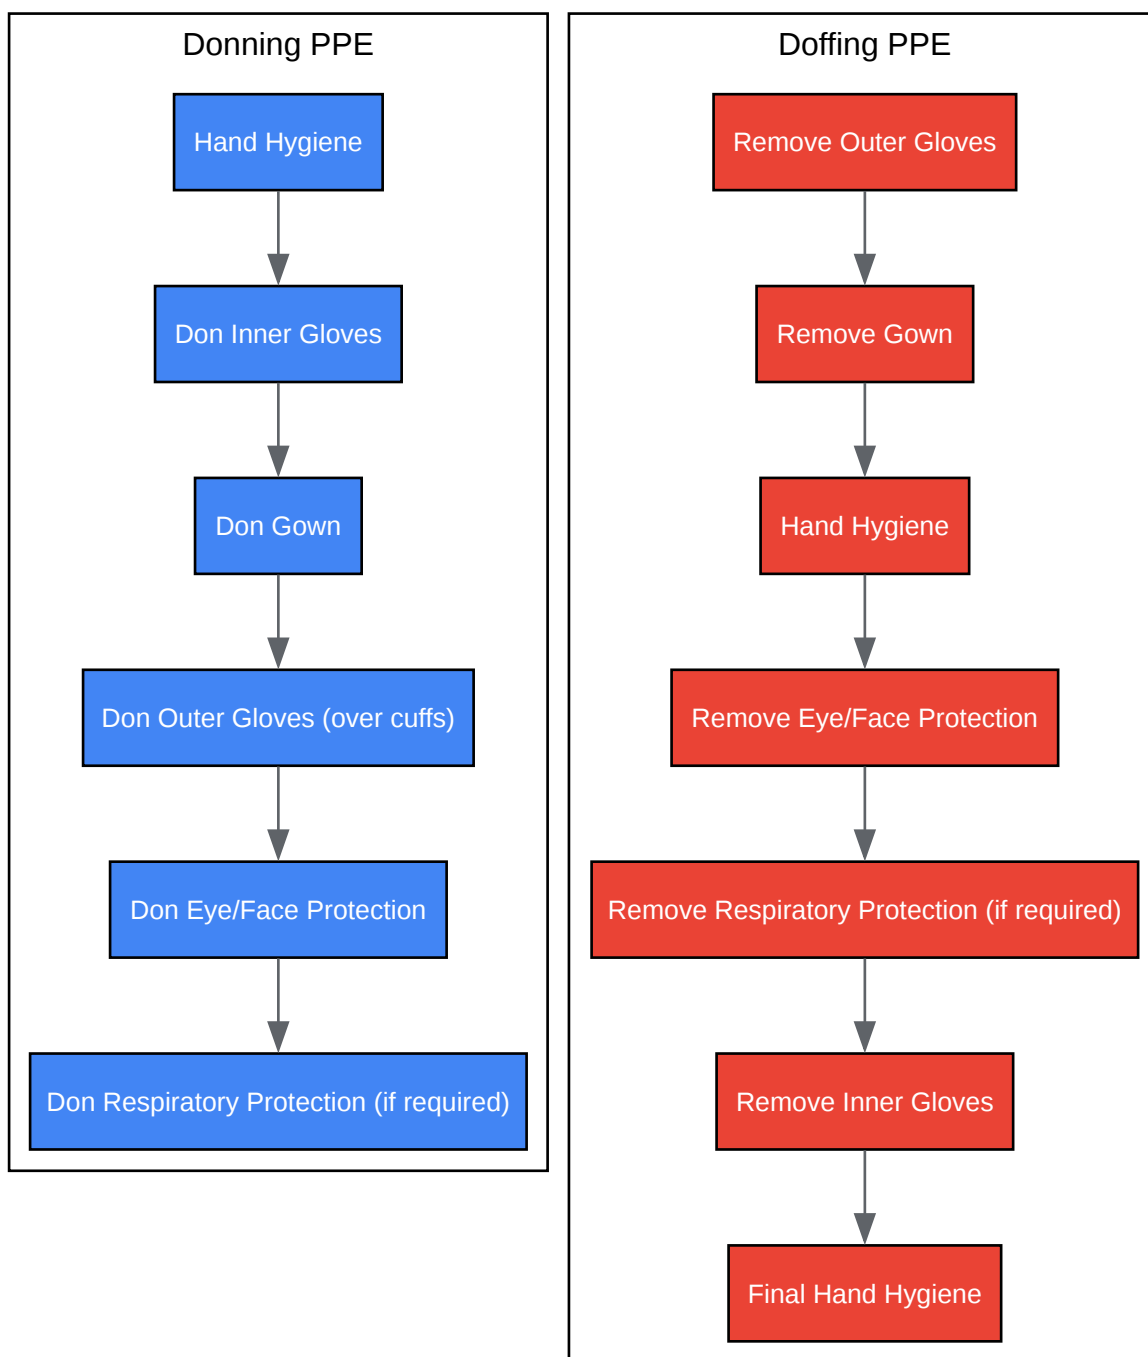 Donning PPE
Hand Hygiene
Don Inner Gloves
Don Gown
Don Outer Gloves (over cuffs)
Don Eye/Face Protection
Don Respiratory Protection (if required)
Doffing PPE
Remove Outer Gloves
Remove Gown
Hand Hygiene
Remove Eye/Face Protection
Remove Respiratory Protection (if required)
Remove Inner Gloves
Final Hand Hygiene